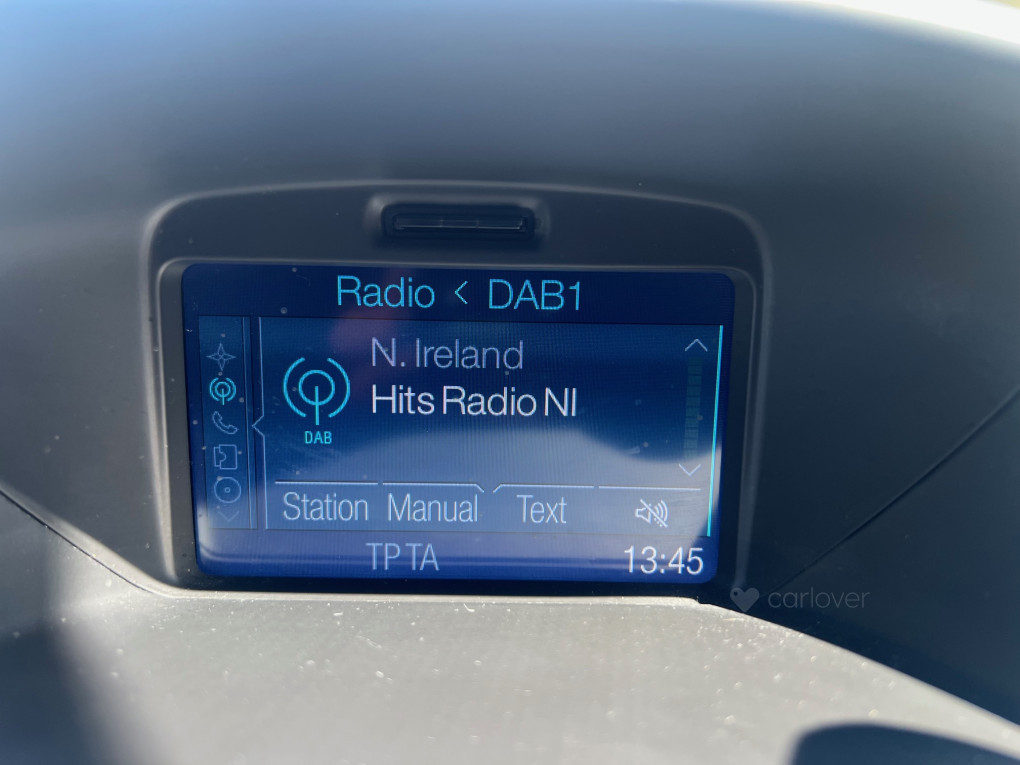 Radio < DAB1
N. Ireland
Hits Radio NI
DAB
Station Manual Text
TP TA 13:45
carlover